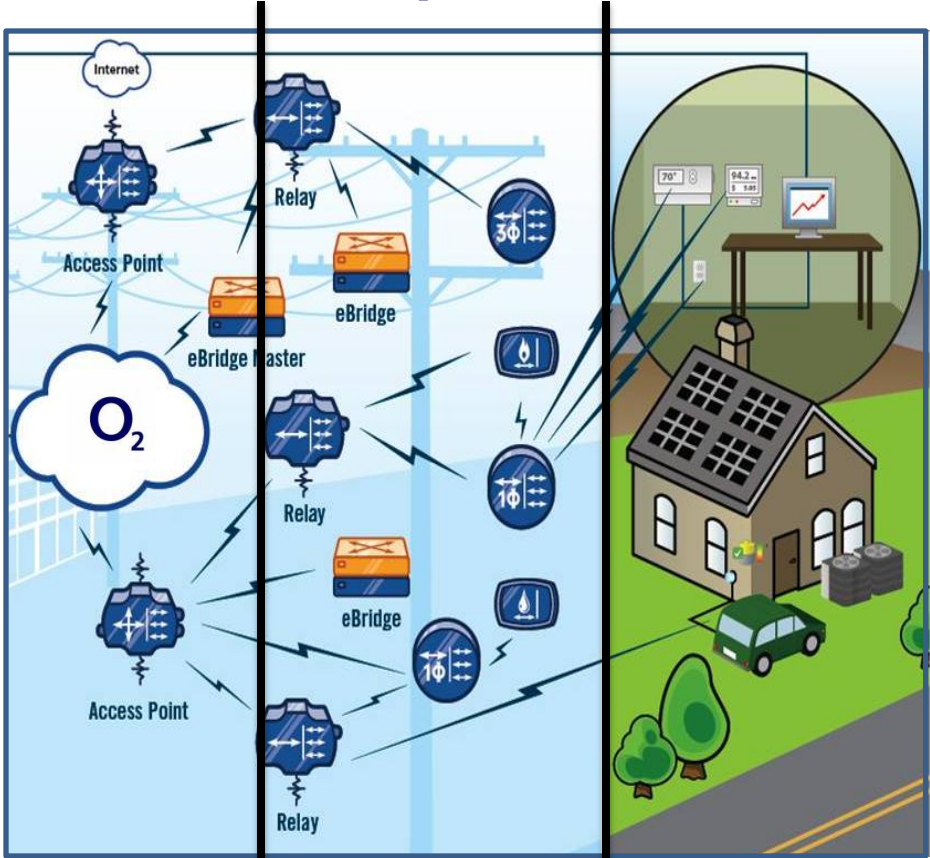 Internet
Relay
Access Point
3Φ
70°
94.2
$ 5.05
eBridge
eBridge Master
O2
Relay
1Φ
eBridge
1Φ
Access Point
Relay